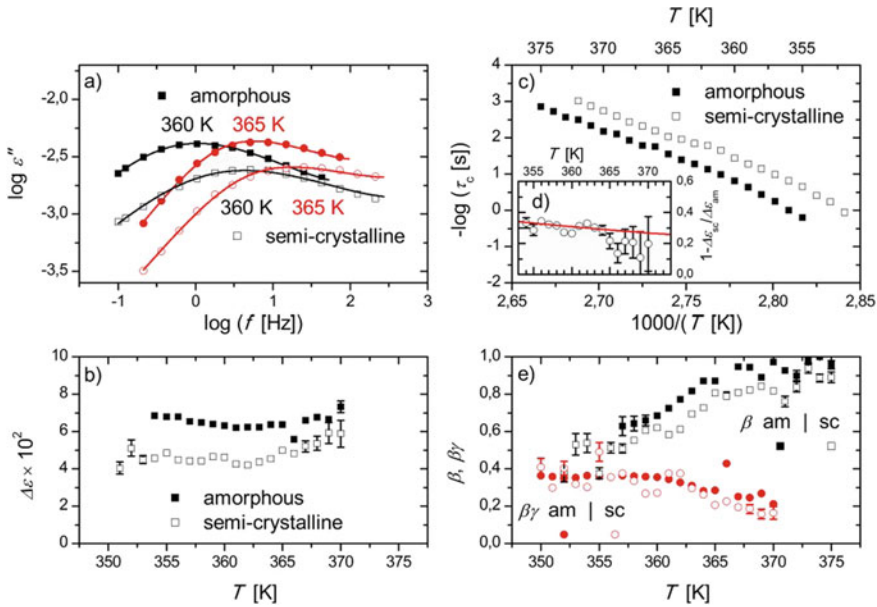 a)
amorphous
360 K 365 K
360 K 365 K
semi-crystalline
log ε''
-2,0
-2,5
-3,0
-3,5
-1 0 1 2 3
log (f [Hz])
b)
amorphous
semi-crystalline
Δε × 10²
10
8
6
4
2
0
350 355 360 365 370 375
T [K]
T [K]
375 370 365 360 355
c)
amorphous
semi-crystalline
-log (τc [s])
4
3
2
1
0
-1
-2
2,65 2,70 2,75 2,80 2,85
1000/(T [K])
T [K]
355 360 365 370
d)
0,6
0,4
0,2
0,0
1-Δεsc/Δεam
e)
β am | sc
βγ am | sc
β, βγ
1,0
0,8
0,6
0,4
0,2
0,0
350 355 360 365 370 375
T [K]